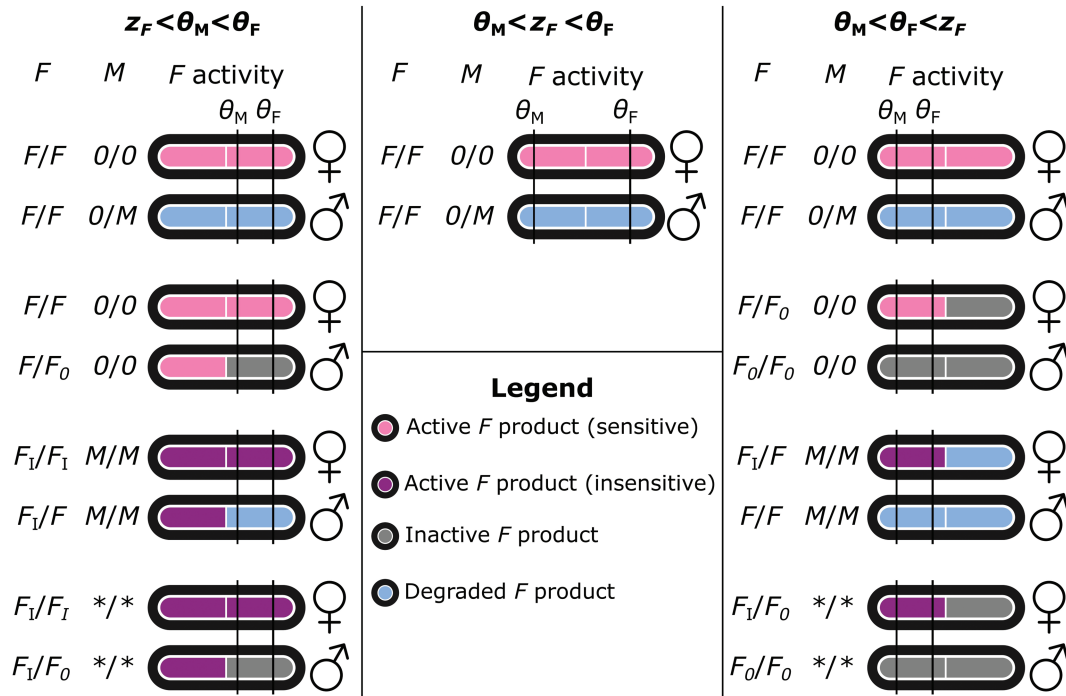 z_F<θ_M<θ_F
F M F activity
θ_M θ_F
F/F 0/0 ♀
F/F 0/M ♂
F/F 0/0 ♀
F/F_0 0/0 ♂
F_I/F_I M/M ♀
F_I/F M/M ♂
F_I/F_I */* ♀
F_I/F_0 */* ♂
θ_M<z_F<θ_F
F M F activity
θ_M θ_F
F/F 0/0 ♀
F/F 0/M ♂
Legend
Active F product (sensitive)
Active F product (insensitive)
Inactive F product
Degraded F product
θ_M<θ_F<z_F
F M F activity
θ_M θ_F
F/F 0/0 ♀
F/F 0/M ♂
F/F_0 0/0 ♀
F_0/F_0 0/0 ♂
F_I/F M/M ♀
F/F M/M ♂
F_I/F_0 */* ♀
F_0/F_0 */* ♂